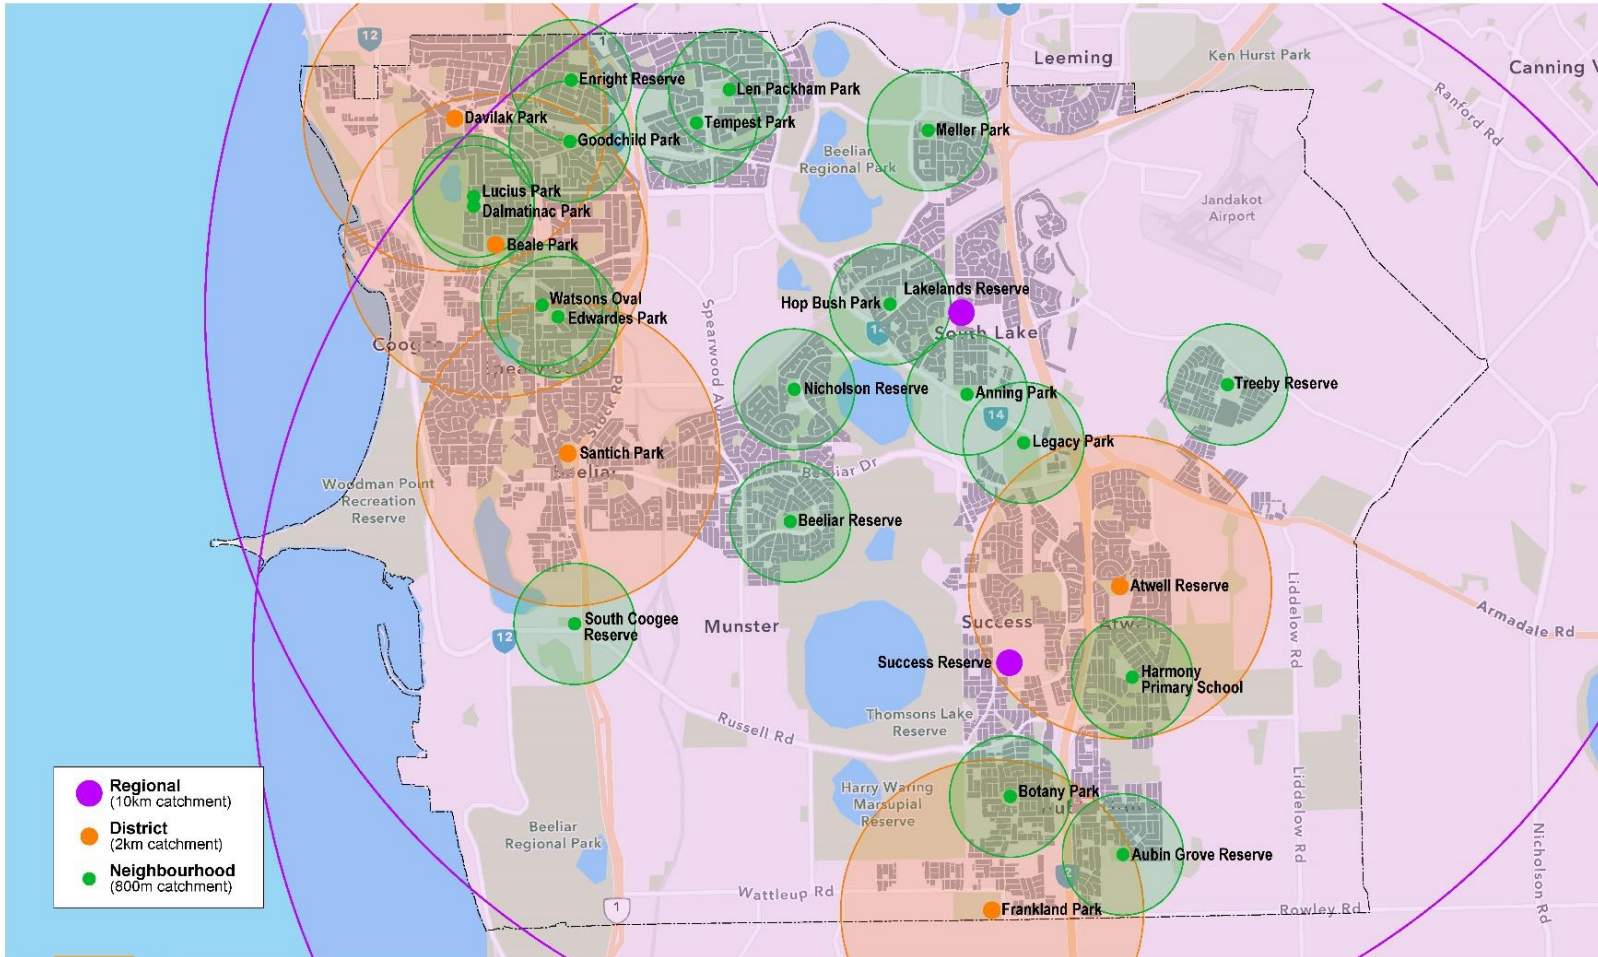 12
1
Leeming
Ken Hurst Park
Canning V
Ranford Rd
Enright Reserve
Len Packham Park
Davilak Park
Tempest Park
Goodchild Park
Meller Park
Beeliar
Regional Park
Lucius Park
Dalmatinac Park
Jandakot
Airport
Beale Park
Lakelands Reserve
Hop Bush Park
Watsons Oval
Edwardes Park
South Lake
Spearwood Av
Nicholson Reserve
Anning Park
14
Treeby Reserve
Legacy Park
Santich Park
Beeliar
Beeliar Dr
Woodman Point
Recreation
Reserve
Beeliar Reserve
Atwell Reserve
Liddelow Rd
Armadale Rd
South Coogee
Reserve
12
Munster
Success
Success Reserve
Harmony
Primary School
Thomsons Lake
Reserve
Russell Rd
Regional
(10km catchment)
District
(2km catchment)
Neighbourhood
(800m catchment)
Harry Waring
Marsupial
Reserve
Botany Park
Liddelow Rd
Beeliar
Regional Park
Aubin Grove Reserve
2
Nicholson Rd
Wattleup Rd
1
Frankland Park
Rowley Rd